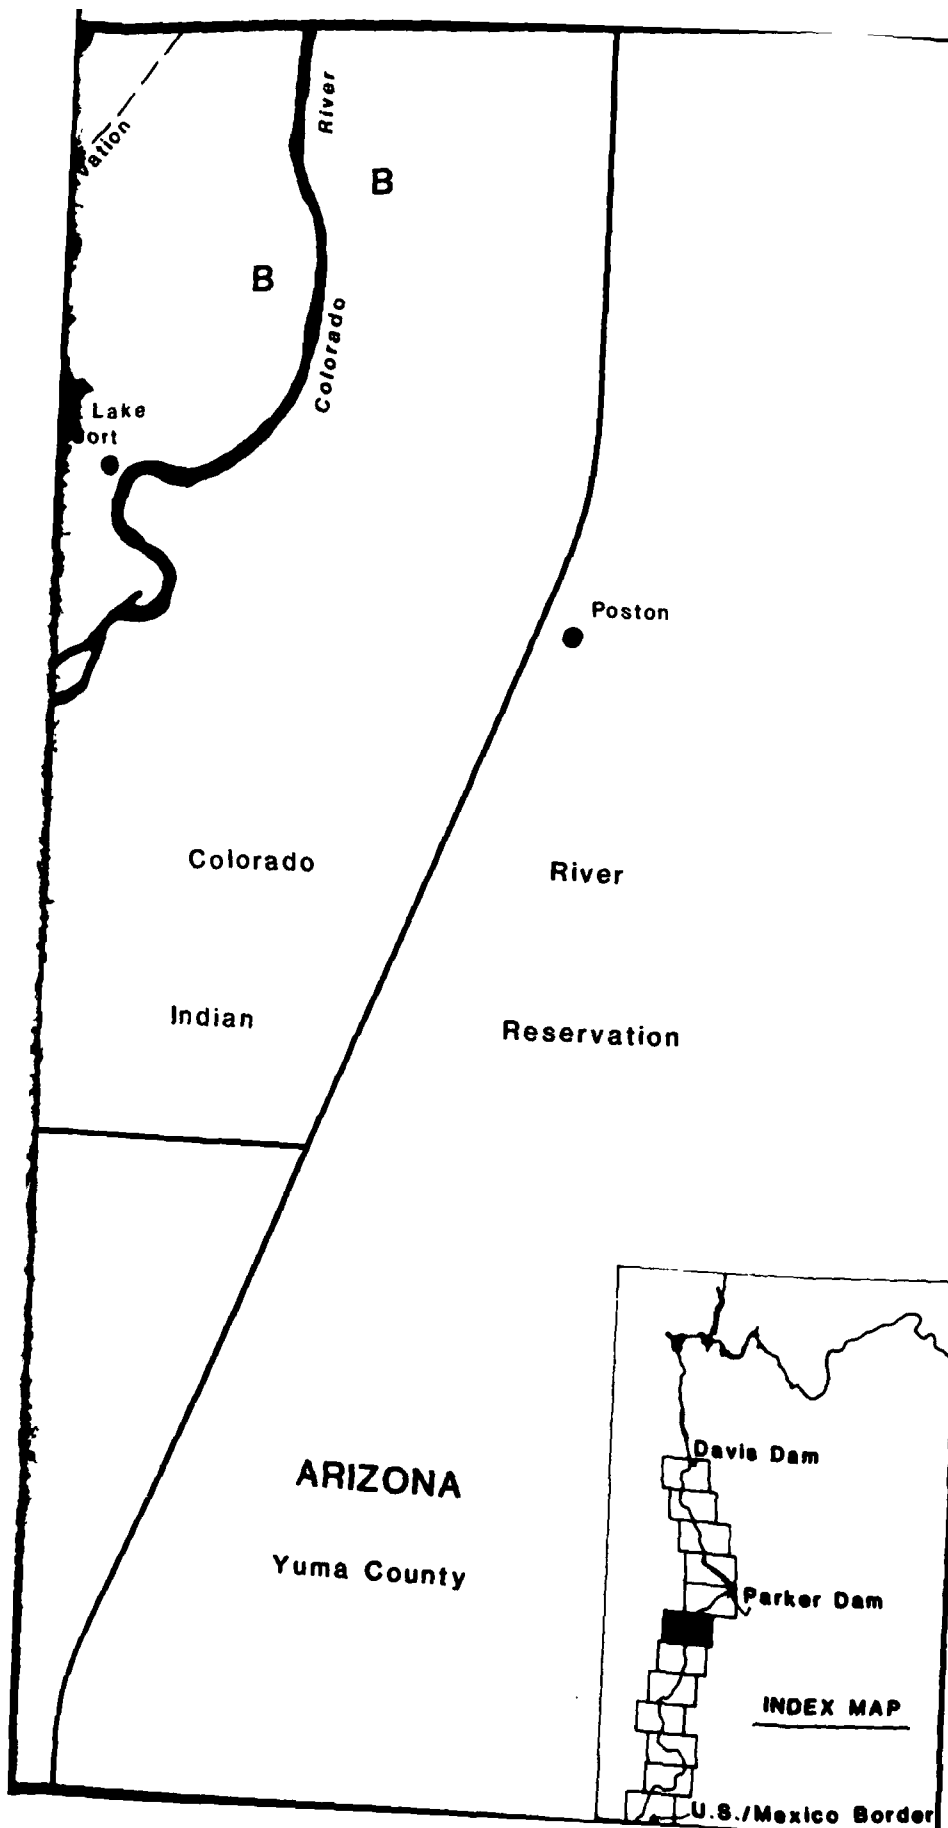 River
vation
B
B
Colorado
Lake
ort
Poston
Colorado River
Indian Reservation
ARIZONA
Yuma County
Davis Dam
Parker Dam
INDEX MAP
U.S./Mexico Border